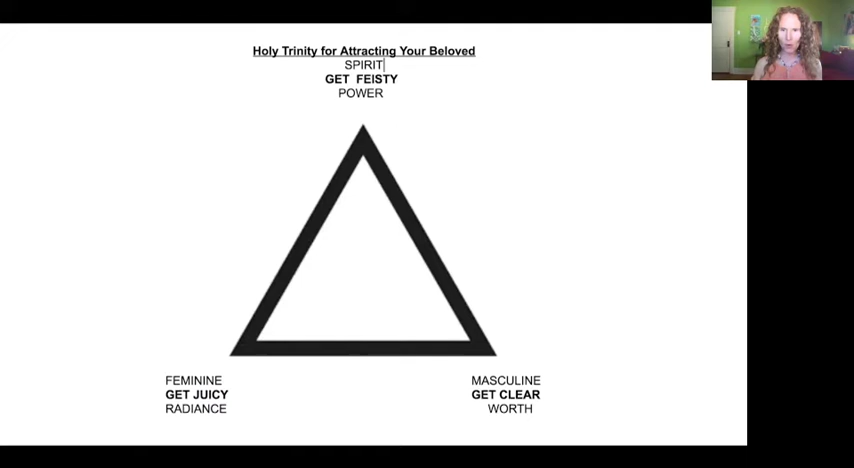 Holy Trinity for Attracting Your Beloved
SPIRIT
GET FEISTY
POWER
FEMININE
GET JUICY
RADIANCE
MASCULINE
GET CLEAR
WORTH